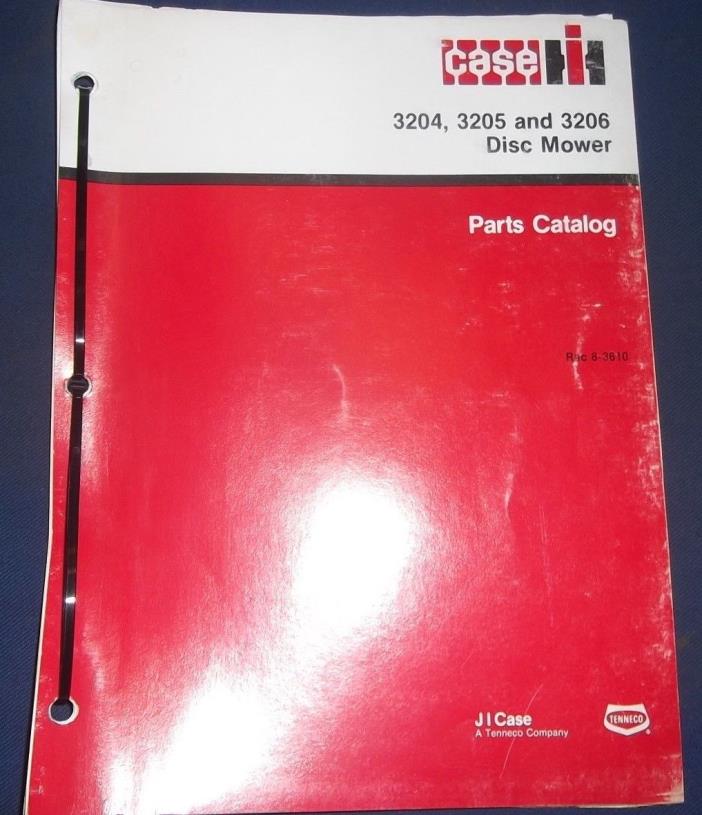 case IH
3204, 3205 and 3206
Disc Mower
Parts Catalog
Rac 8-3610
J I Case
A Tenneco Company
TENNECO
®